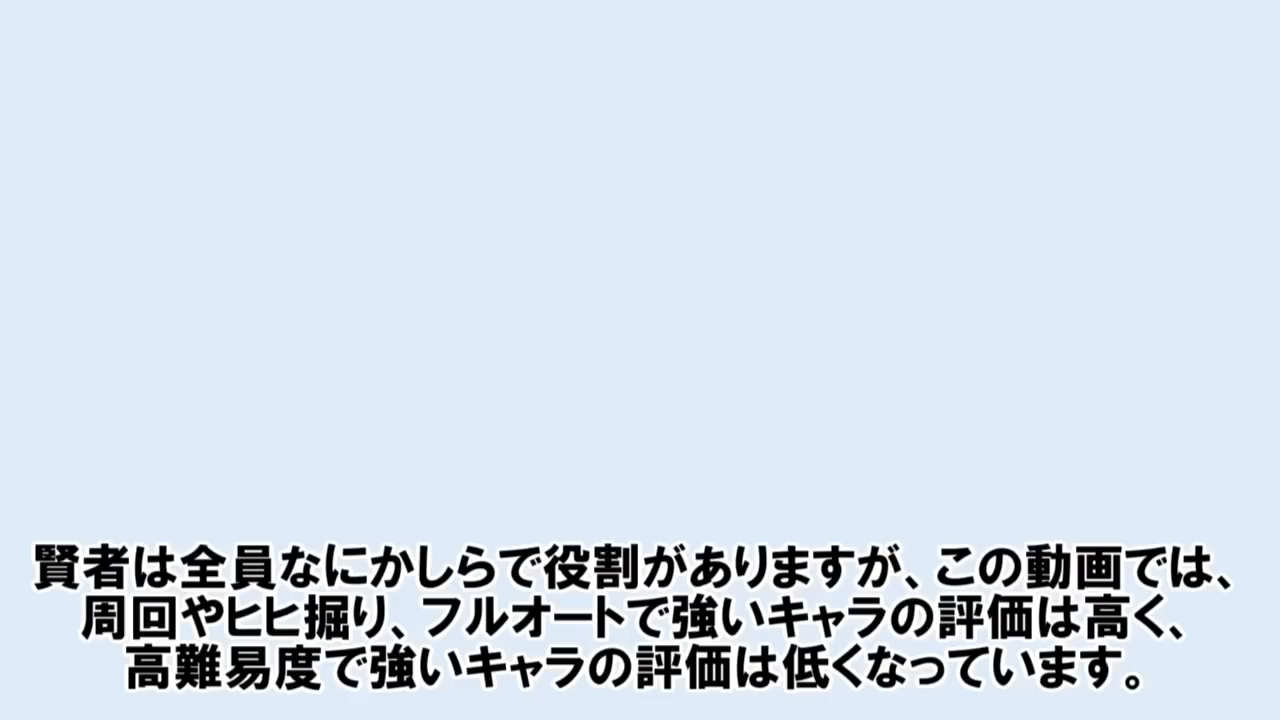 賢者は全員なにかしらで役割がありますが、この動画では、
周回やヒヒ掘り、フルオートで強いキャラの評価は高く、
高難易度で強いキャラの評価は低くなっています。